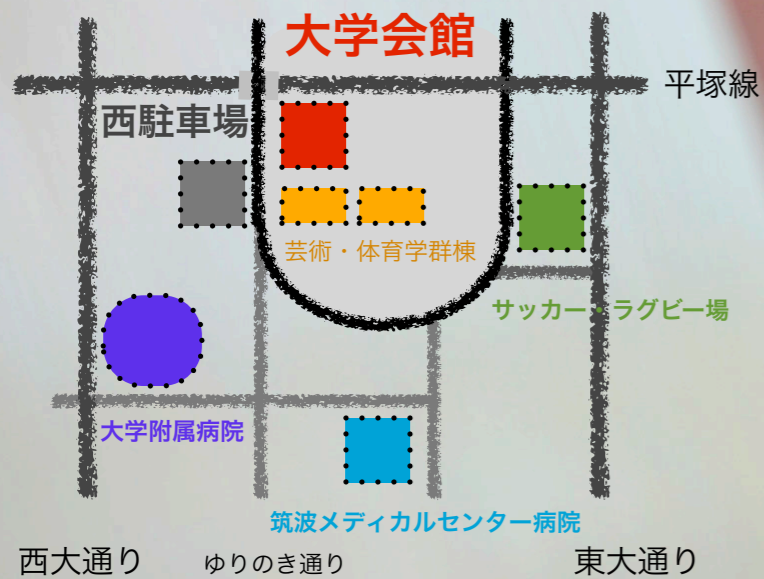 大学会館
平塚線
西駐車場
芸術・体育学群棟
サッカー・ラグビー場
大学附属病院
筑波メディカルセンター病院
西大通り
ゆりのき通り
東大通り